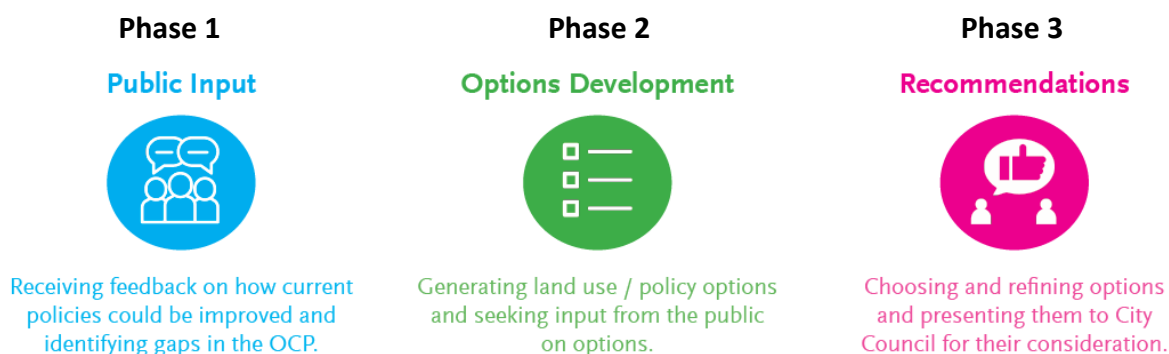 Phase 1
Public Input
Receiving feedback on how current
policies could be improved and
identifying gaps in the OCP.
Phase 2
Options Development
Generating land use / policy options
and seeking input from the public
on options.
Phase 3
Recommendations
Choosing and refining options
and presenting them to City
Council for their consideration.